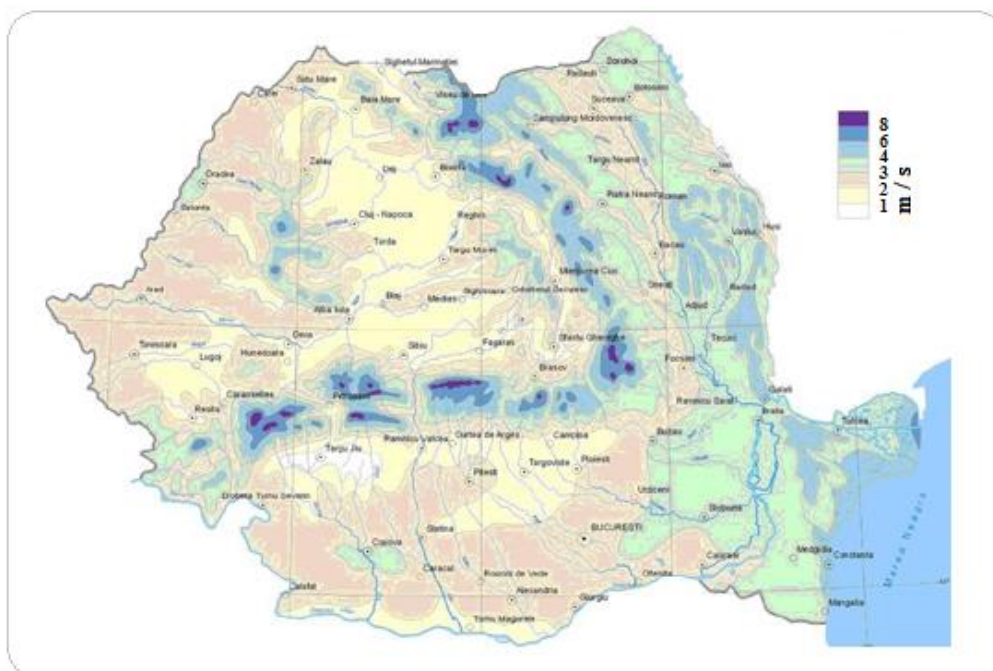 Dorohoi
Sighetul Marmatiei
Radauti
Satu Mare
Botosani
Carei
Baia Mare
Suceava
Campulung Moldovenesc
8
6
4
3
2
1
m / s
Zalau
Targu Neamt
Iasi
Oradea
Dej
Bistrita
Piatra Neamt
Roman
Cluj - Napoca
Reghin
Vaslui
Husi
Turda
Targu Mures
Bacau
Miercurea Ciuc
Arad
Blaj
Medias
Sighisoara
Onesti
Barlad
Alba Iulia
Adjud
Timisoara
Deva
Sfantu Gheorghe
Tecuci
Lugoj
Hunedoara
Sibiu
Fagaras
Focsani
Brasov
Caransebes
Petrosani
Galati
Resita
Ramnicu Sarat
Braila
Tulcea
Ramnicu Valcea
Curtea de Arges
Campina
Buzau
Targu Jiu
Targoviste
Ploiesti
Pitesti
Urziceni
Drobeta Turnu Severin
Slobozia
Slatina
BUCURESTI
Marea Neagra
Craiova
Calarasi
Medgidia
Constanta
Caracal
Rosiorii de Vede
Oltenita
Calafat
Alexandria
Giurgiu
Mangalia
Turnu Magurele